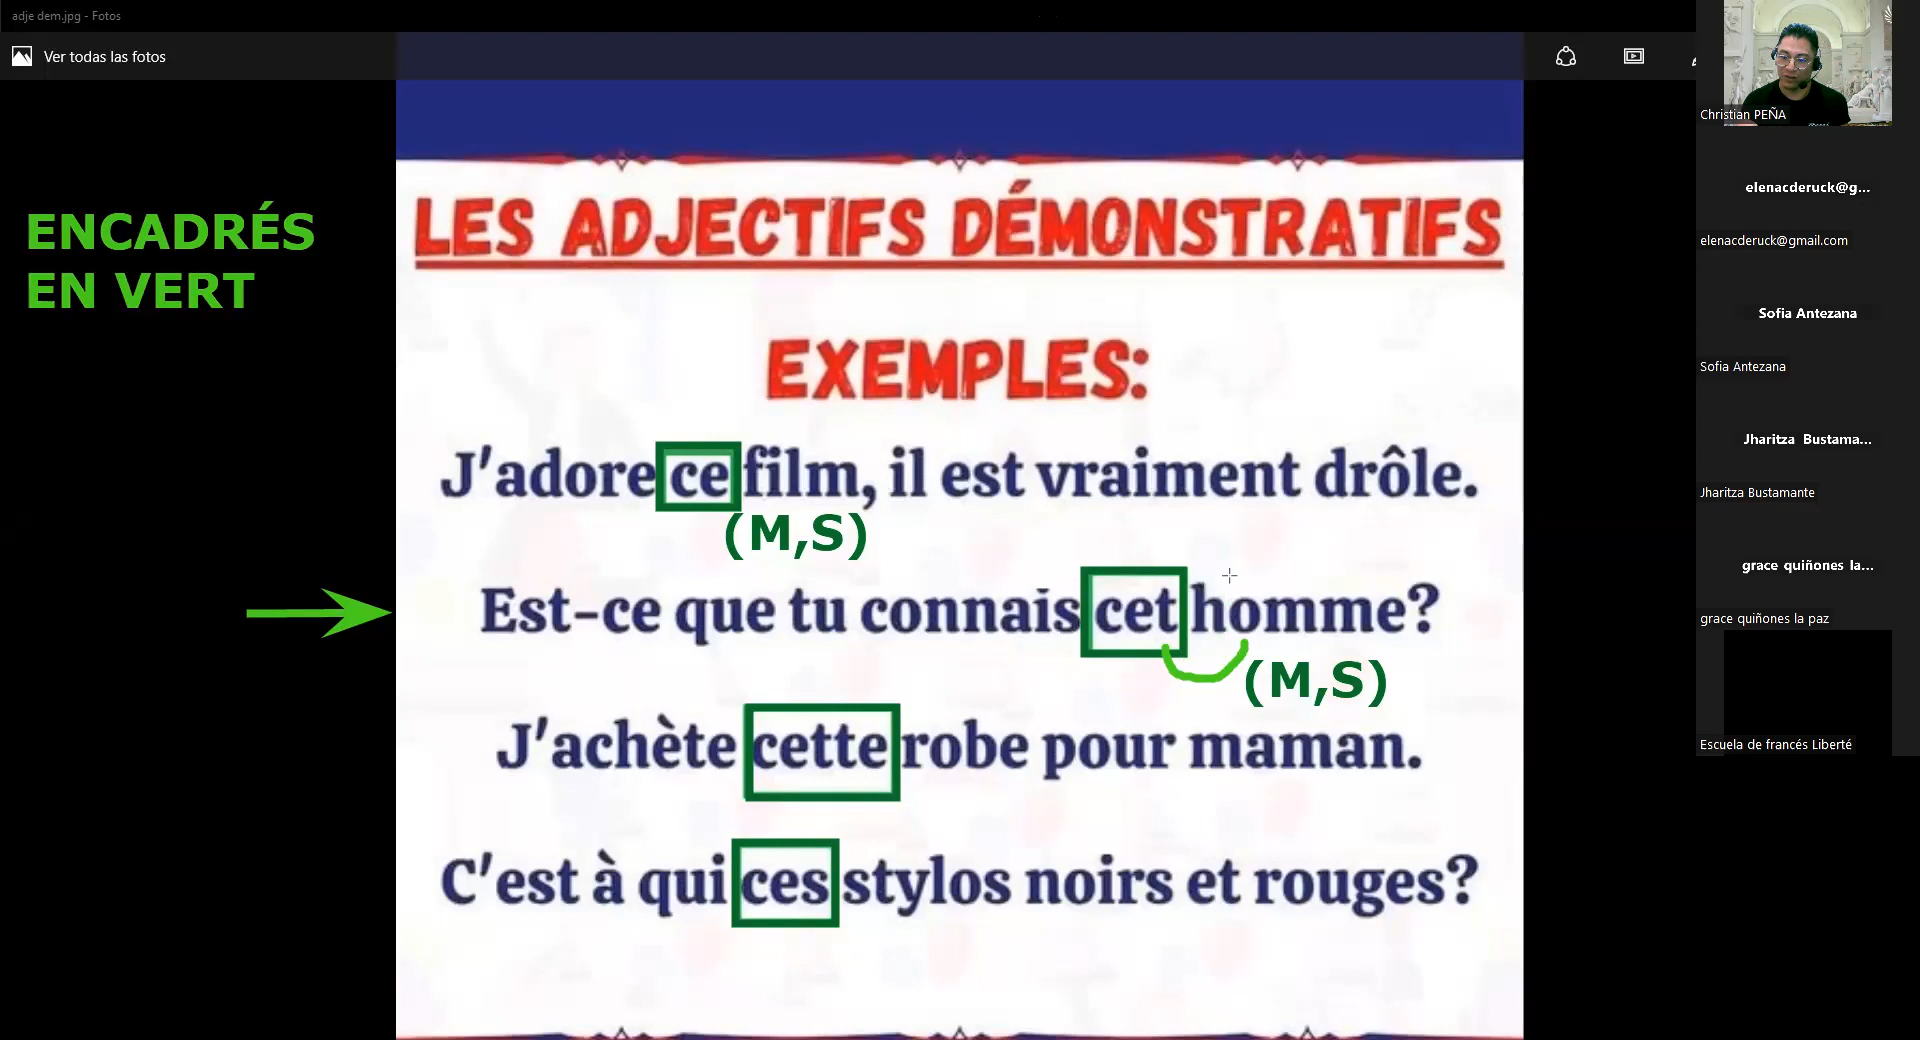 adje dem.jpg - Fotos
Ver todas las fotos
ENCADRÉS
EN VERT
LES ADJECTIFS DÉMONSTRATIFS
EXEMPLES:
J'adore ce film, il est vraiment drôle.
(M,S)
Est-ce que tu connais cet homme?
(M,S)
J'achète cette robe pour maman.
C'est à qui ces stylos noirs et rouges?
Christian PEÑA
elenacderuck@g...
elenacderuck@gmail.com
Sofia Antezana
Sofia Antezana
Jharitza Bustama...
Jharitza Bustamante
grace quiñones la...
grace quiñones la paz
Escuela de francés Liberté